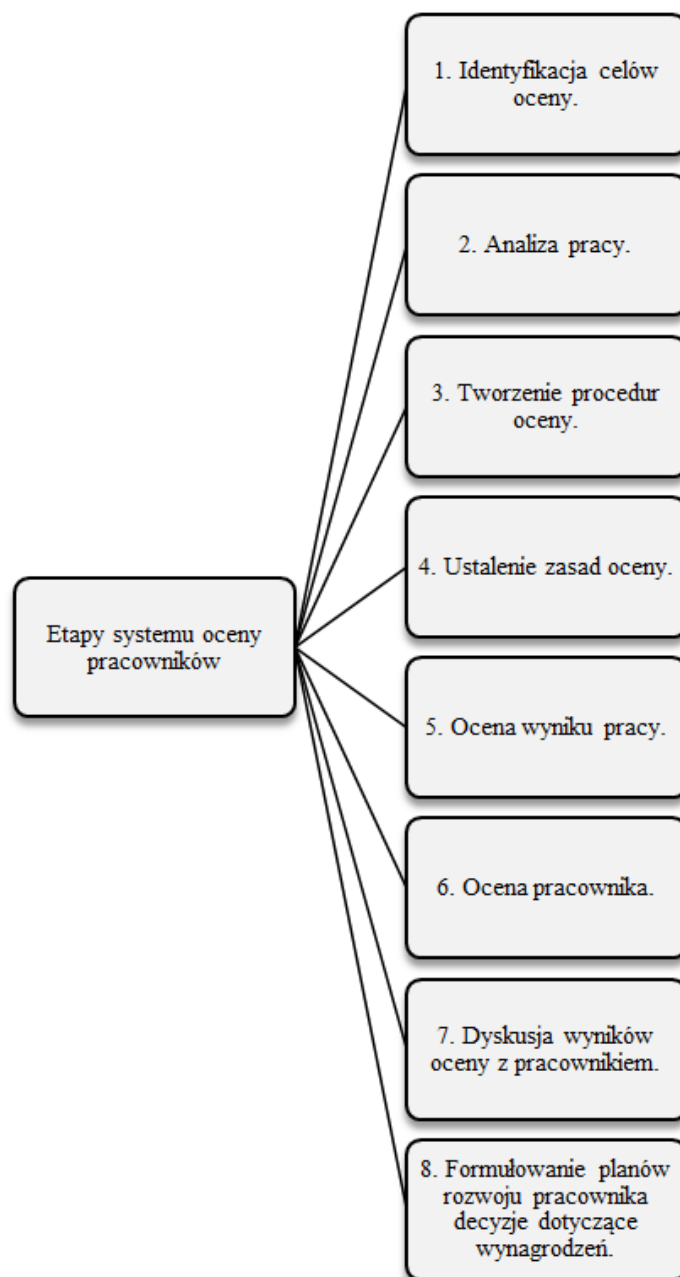 1. Identyfikacja celów
oceny.
2. Analiza pracy.
3. Tworzenie procedur
oceny.
4. Ustalenie zasad oceny.
Etapy systemu oceny
pracowników
5. Ocena wyniku pracy.
6. Ocena pracownika.
7. Dyskusja wyników
oceny z pracownikiem.
8. Formułowanie planów
rozwoju pracownika
decyzje dotyczące
wynagrodzeń.